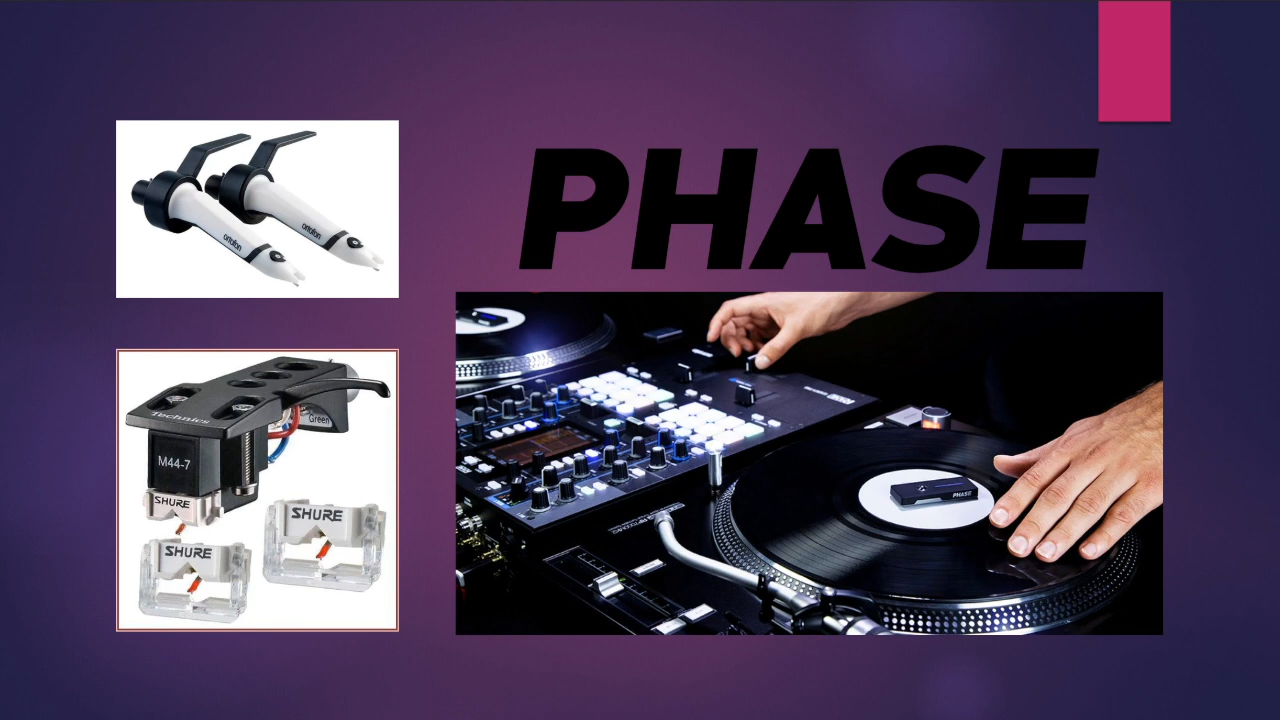 PHASE
ortofon
ortofon
Technics
Green
M44-7
SHURE
SHURE
SHURE
PHASE